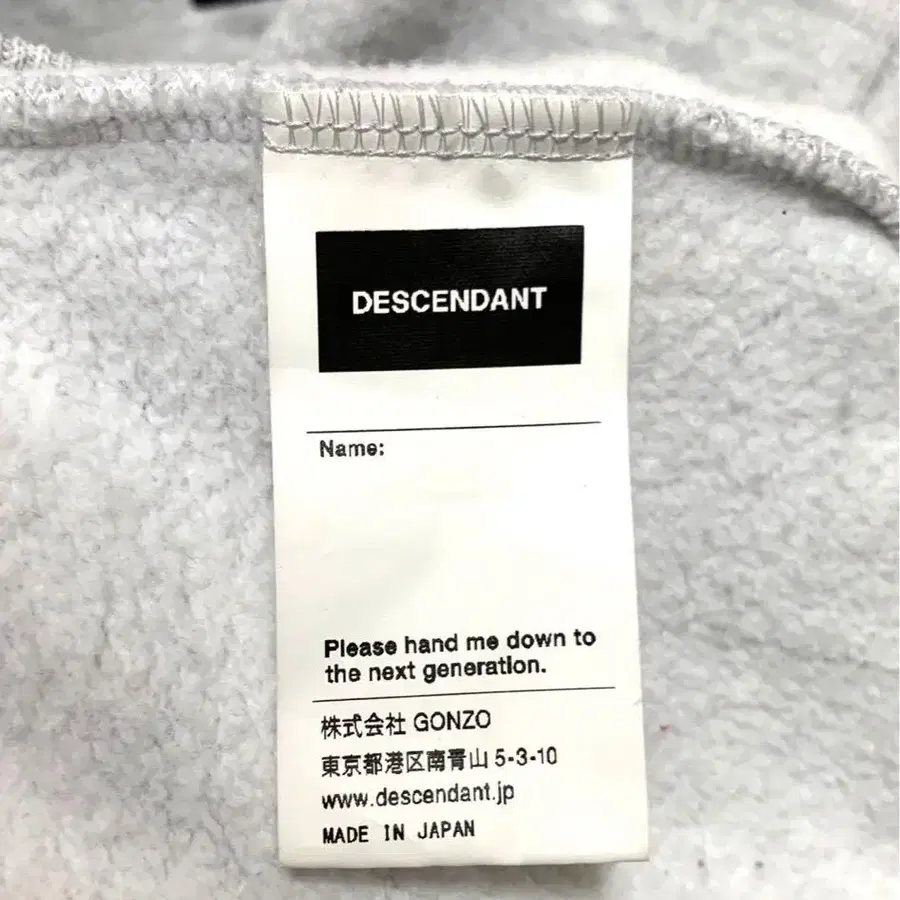 DESCENDANT
Name:
Please hand me down to
the next generation.
株式会社 GONZO
東京都港区南青山 5-3-10
www.descendant.jp
MADE IN JAPAN